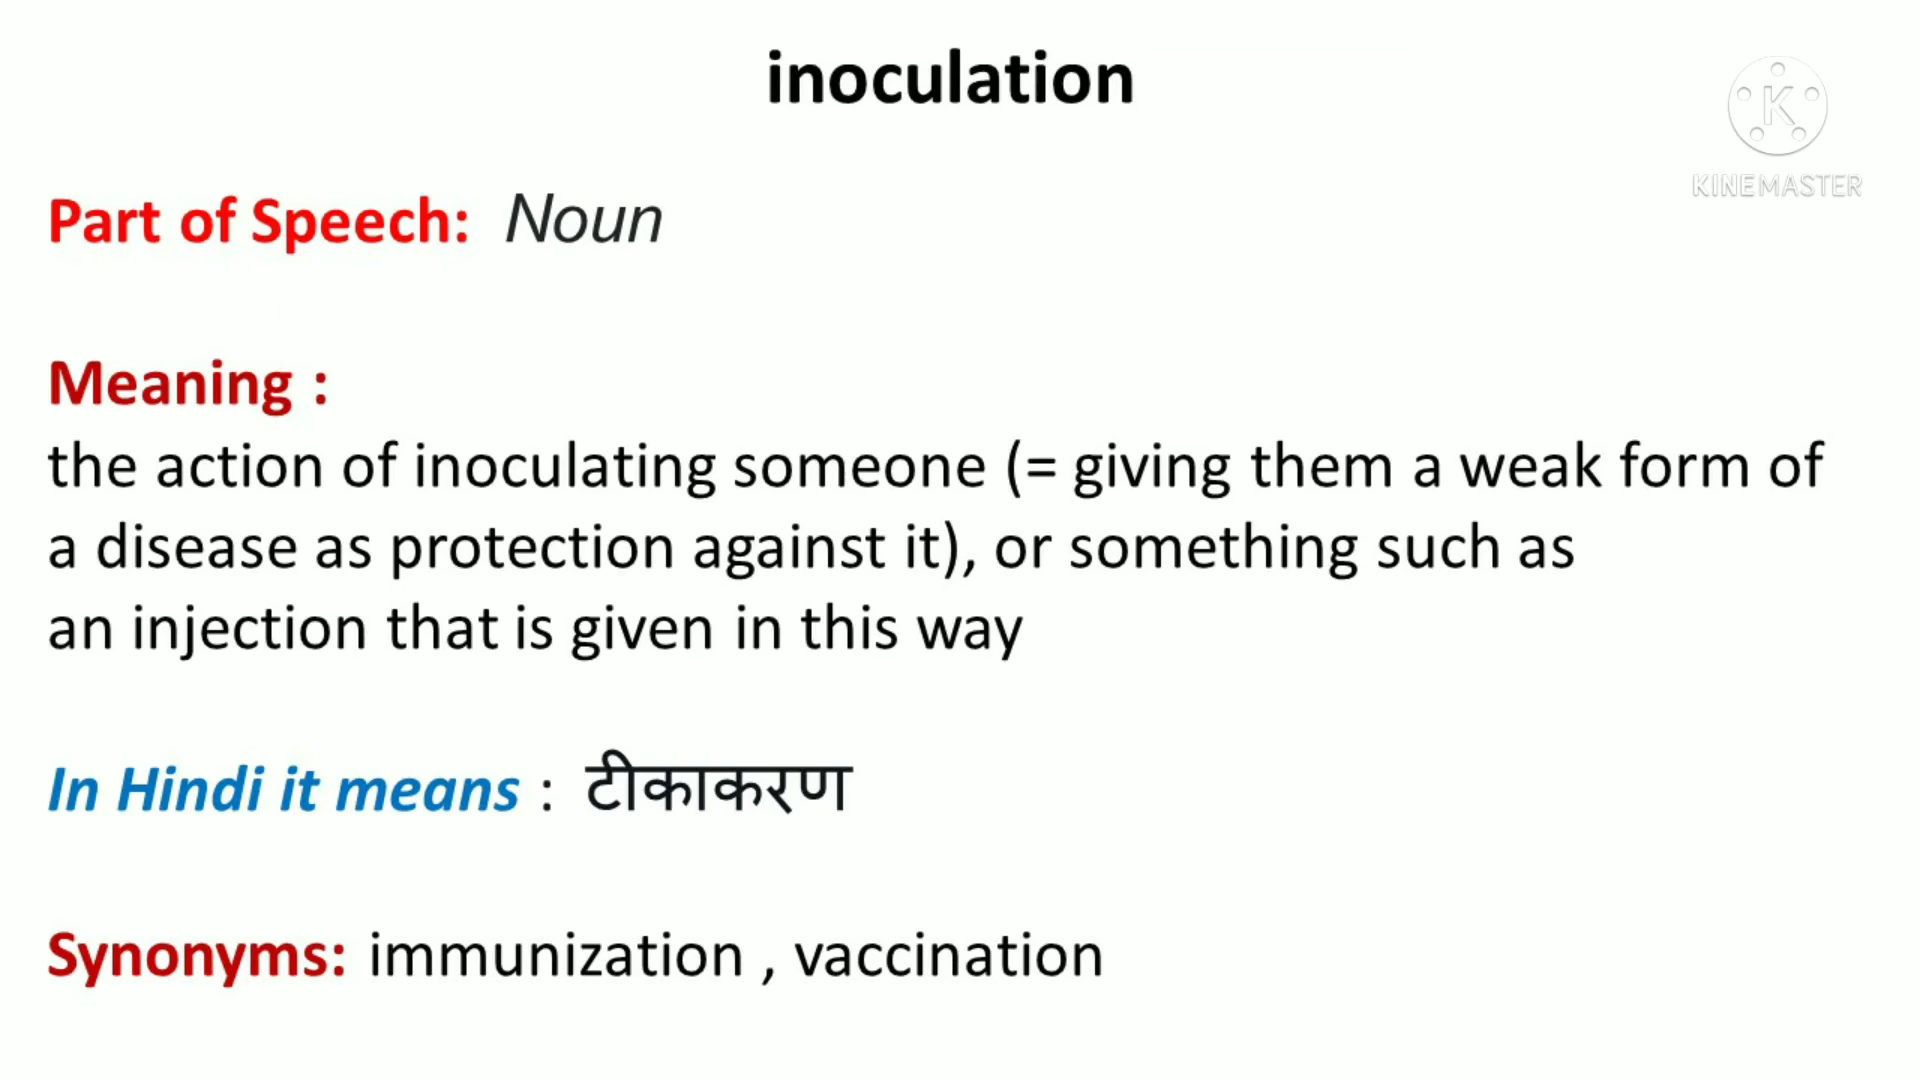 inoculation
KINEMASTER
Part of Speech: Noun
Meaning :
the action of inoculating someone (= giving them a weak form of
a disease as protection against it), or something such as
an injection that is given in this way
In Hindi it means : टीकाकरण
Synonyms: immunization , vaccination